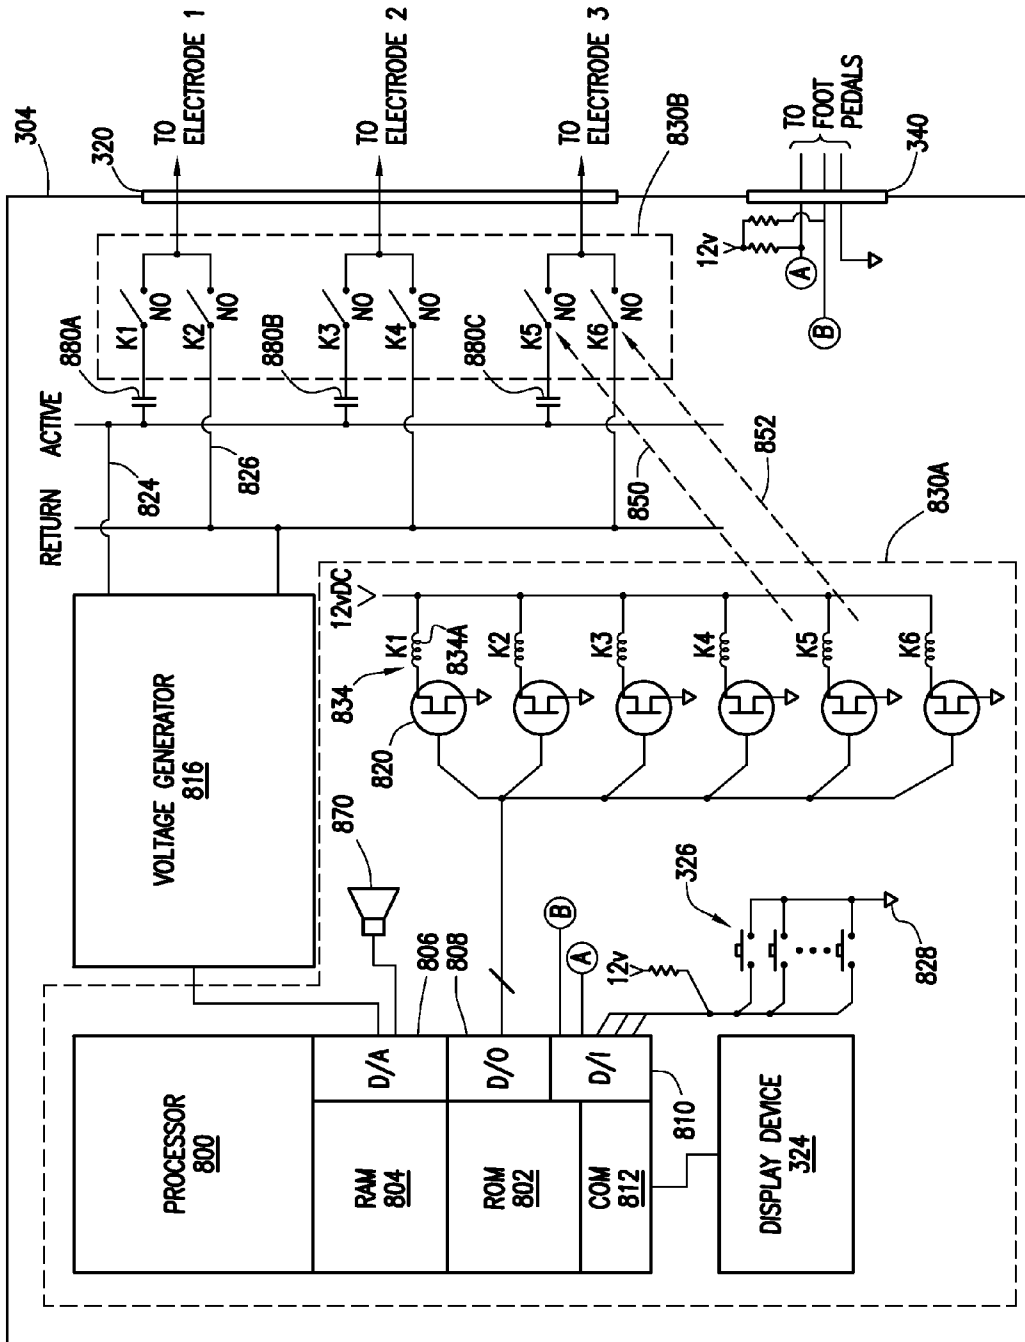 304
320
TO
ELECTRODE 1
TO
ELECTRODE 2
TO
ELECTRODE 3
830B
TO
FOOT
PEDALS
340
12v
A
B
K1
NO
K2
NO
K3
NO
K4
NO
K5
NO
K6
NO
880A
880B
880C
ACTIVE
RETURN
824
826
850
852
830A
VOLTAGE GENERATOR
816
12vDC
834
K1
834A
K2
K3
K4
K5
K6
820
870
806
808
B
A
12v
326
828
PROCESSOR
800
D/A
D/O
D/I
RAM
804
ROM
802
COM
812
810
DISPLAY DEVICE
324